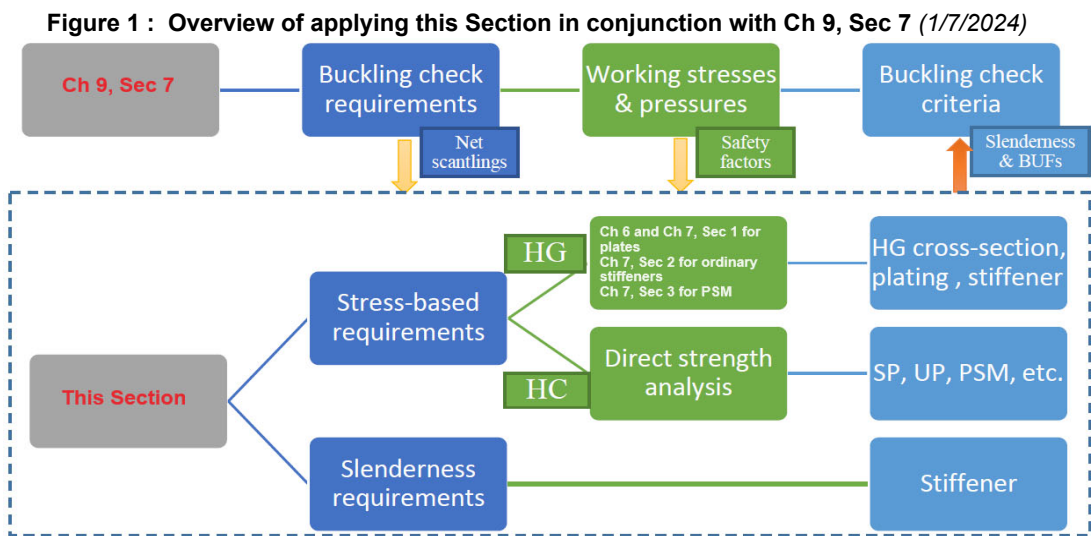 Figure 1 : Overview of applying this Section in conjunction with Ch 9, Sec 7 (1/7/2024)
Ch 9, Sec 7
Buckling check
requirements
Working stresses
& pressures
Buckling check
criteria
Net
scantlings
Safety
factors
Slenderness
& BUFs
HG
Ch 6 and Ch 7, Sec 1 for
plates
Ch 7, Sec 2 for ordinary
stiffeners
Ch 7, Sec 3 for PSM
HG cross-section,
plating , stiffener
Stress-based
requirements
HC
Direct strength
analysis
SP, UP, PSM, etc.
This Section
Slenderness
requirements
Stiffener